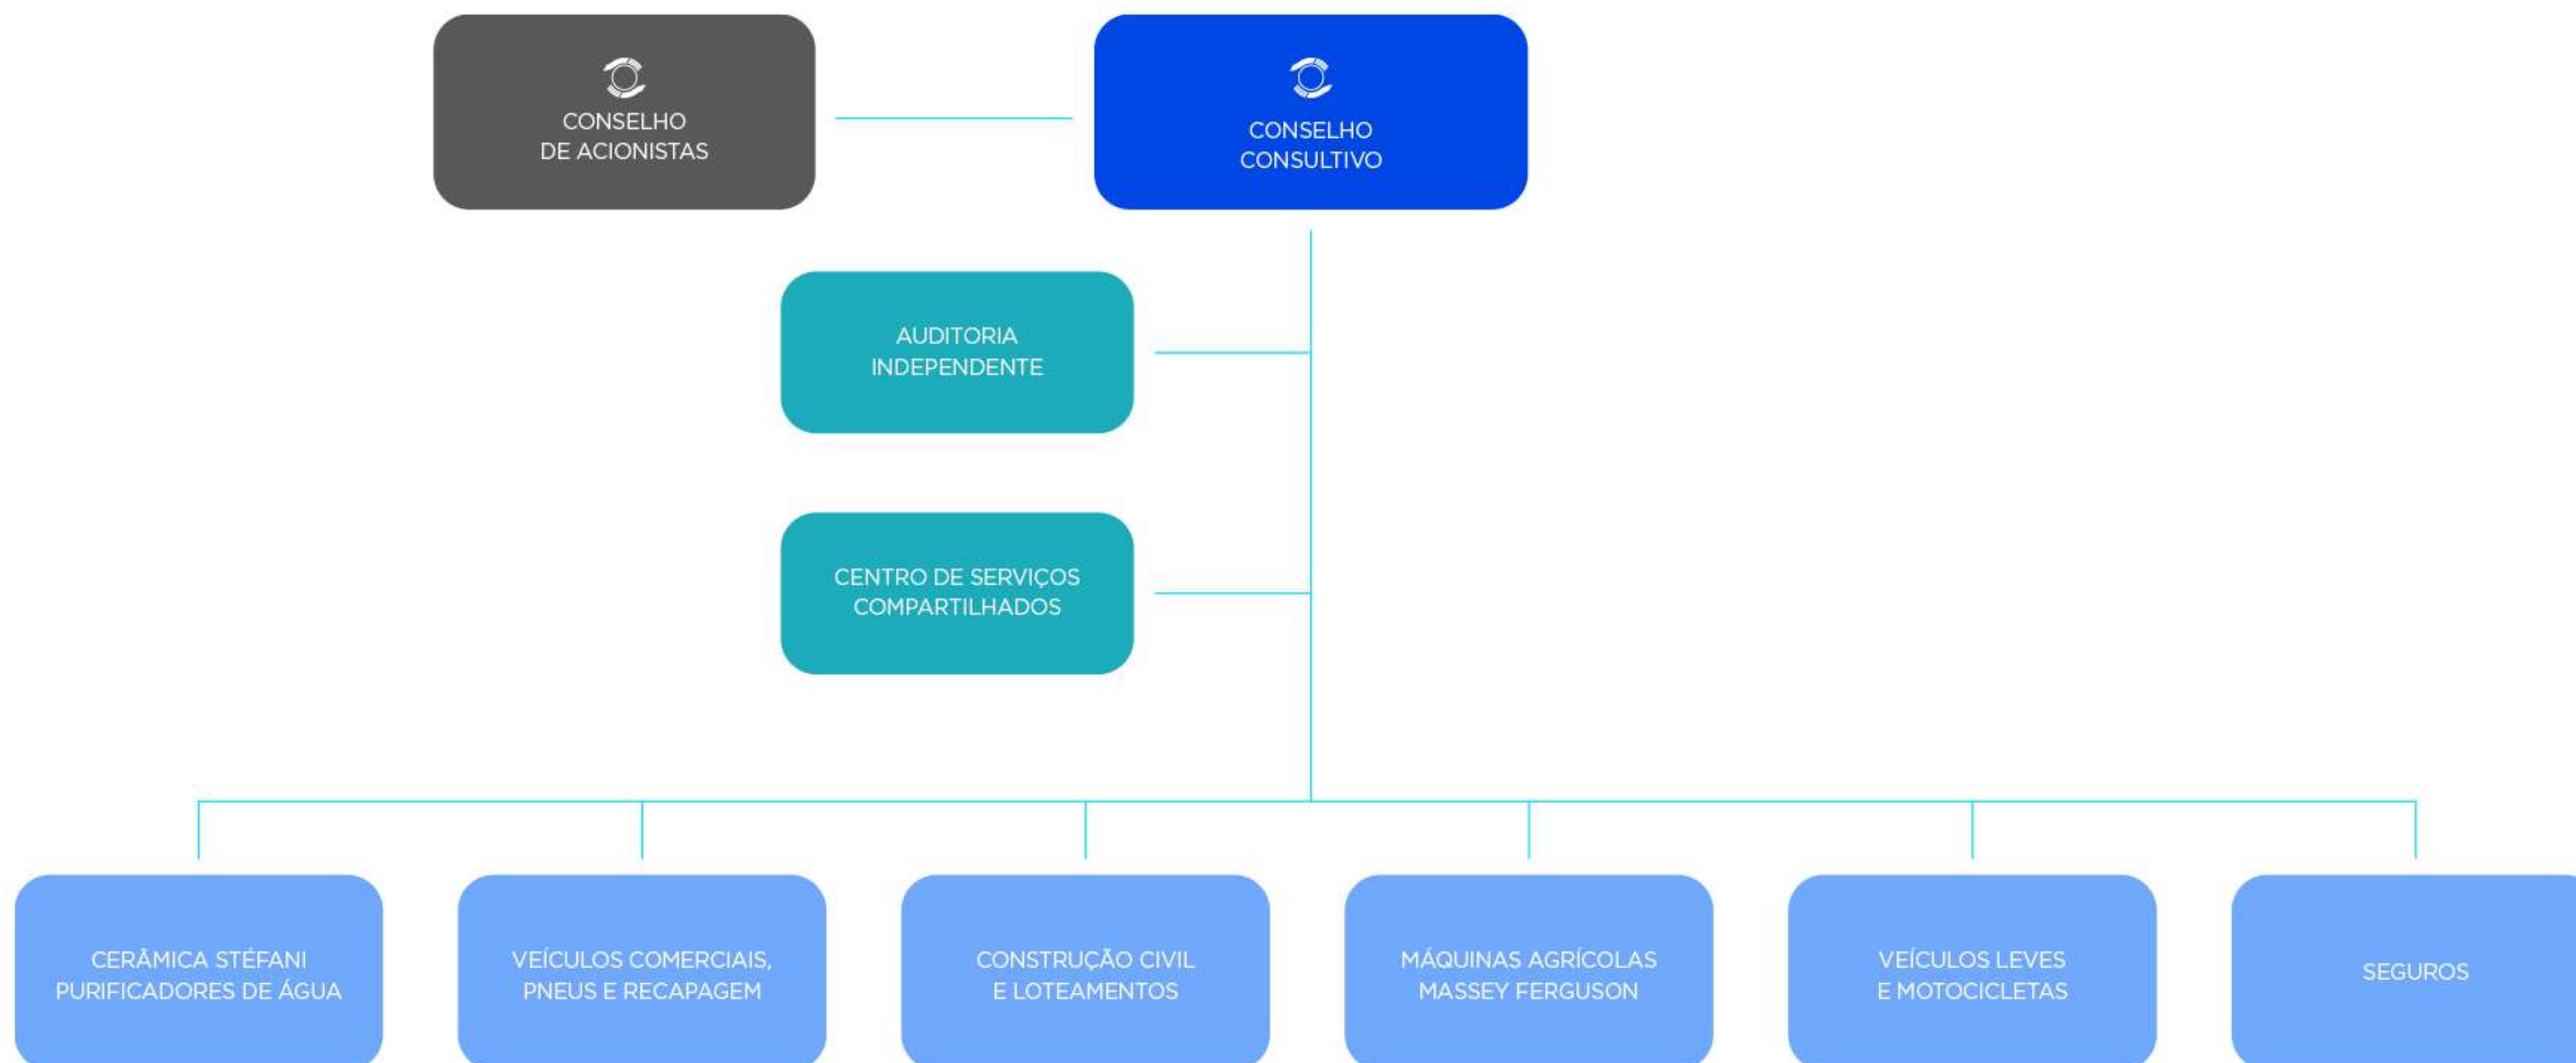 CONSELHO
DE ACIONISTAS
CONSELHO
CONSULTIVO
AUDITORIA
INDEPENDENTE
CENTRO DE SERVIÇOS
COMPARTILHADOS
CERÂMICA STÉFANI
PURIFICADORES DE ÁGUA
VEÍCULOS COMERCIAIS,
PNEUS E RECAPAGEM
CONSTRUÇÃO CIVIL
E LOTEAMENTOS
MÁQUINAS AGRÍCOLAS
MASSEY FERGUSON
VEÍCULOS LEVES
E MOTOCICLETAS
SEGUROS